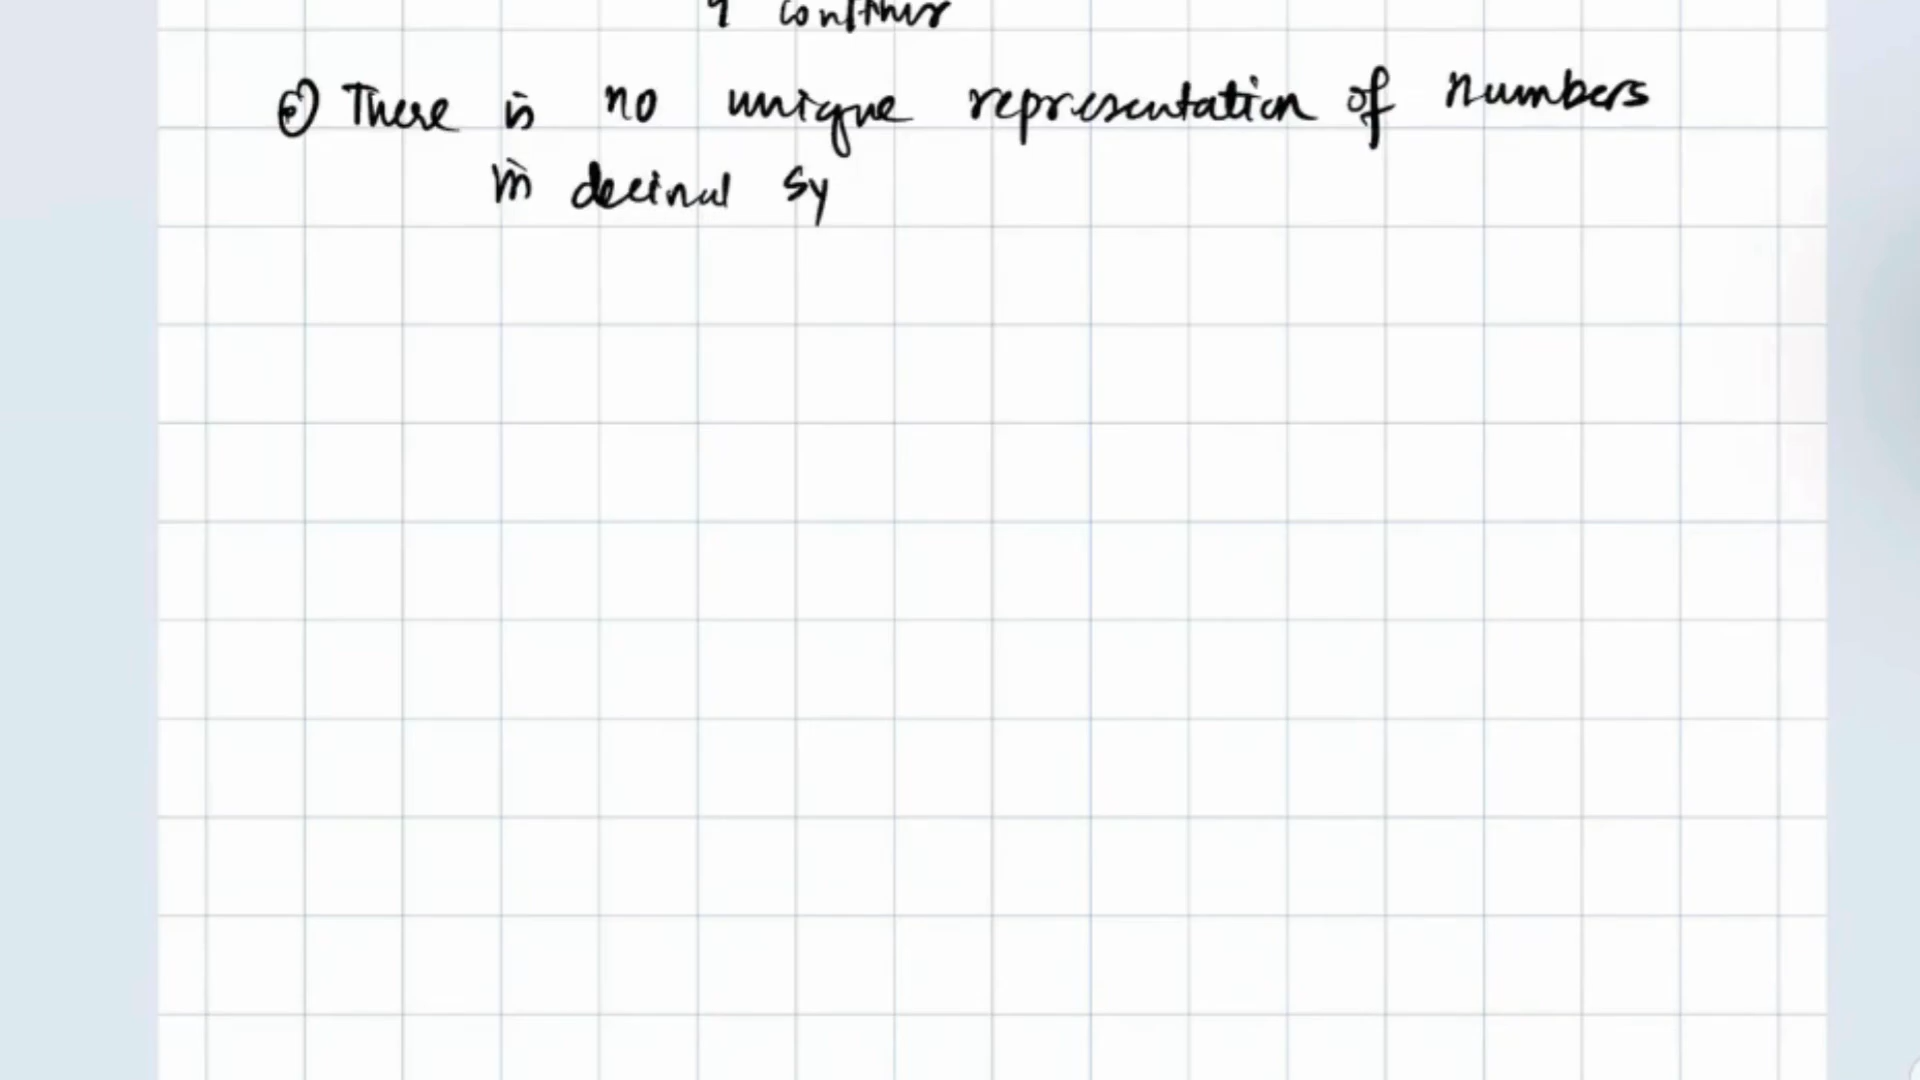 There is no unique representation of numbers
in decimal sy